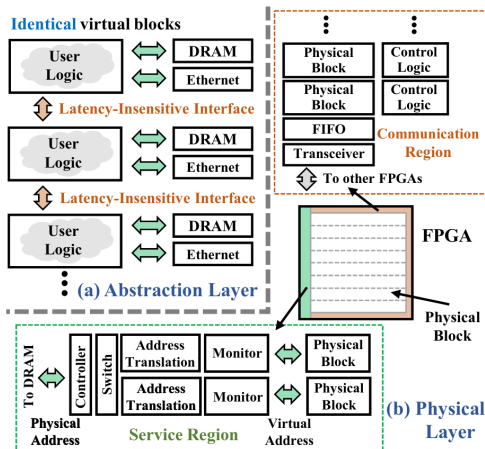 Identical virtual blocks
User
Logic
DRAM
Ethernet
Latency-Insensitive Interface
User
Logic
DRAM
Ethernet
Latency-Insensitive Interface
User
Logic
DRAM
Ethernet
(a) Abstraction Layer
Physical
Block
Control
Logic
Physical
Block
Control
Logic
FIFO
Transceiver
Communication
Region
To other FPGAs
FPGA
Physical
Block
To DRAM
Controller
Switch
Address
Translation
Monitor
Physical
Block
Address
Translation
Monitor
Physical
Block
Physical
Address
Service Region
Virtual
Address
(b) Physical
Layer